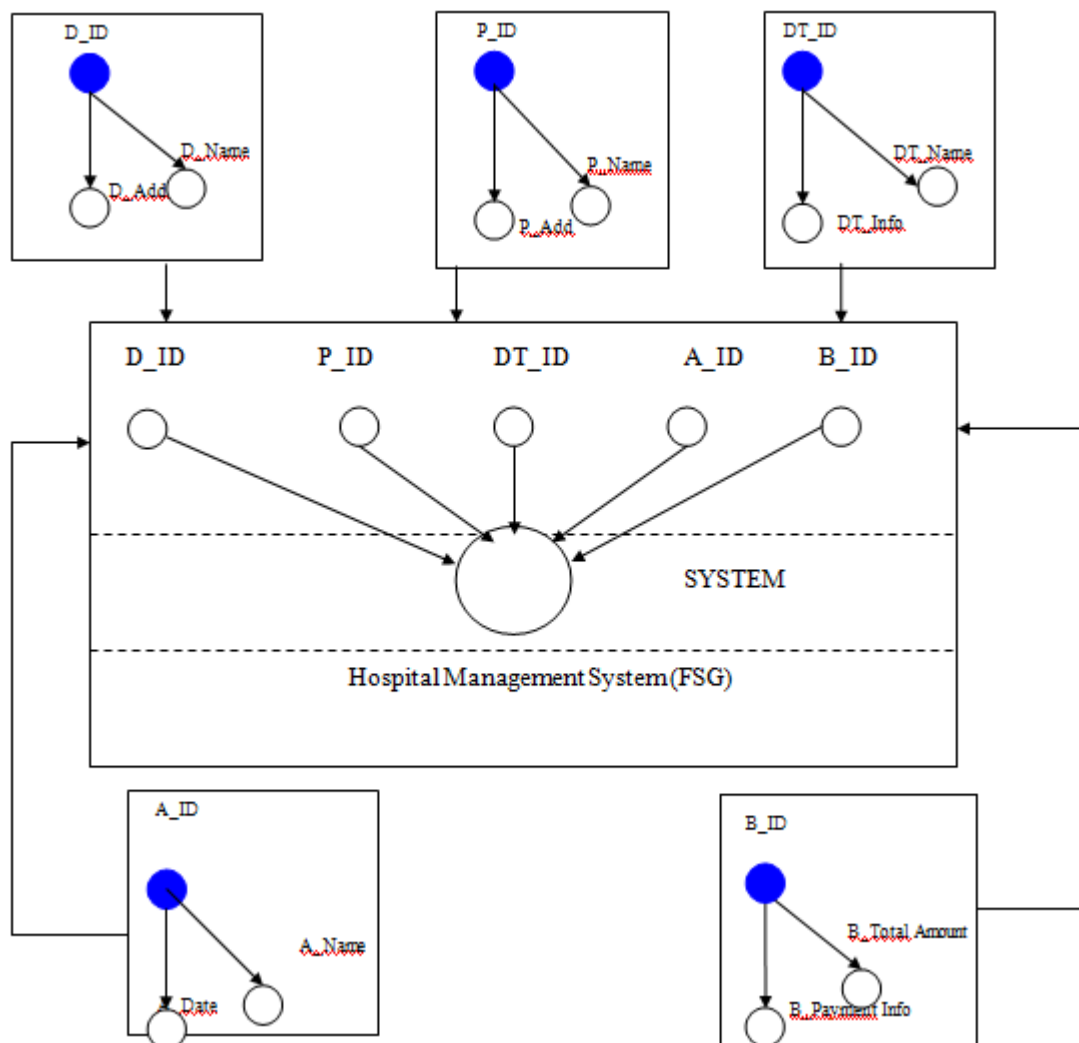 D_ID
D_Name
D_Add
P_ID
P_Name
P_Add
DT_ID
DT_Name
DT_Info
D_ID P_ID DT_ID A_ID B_ID
SYSTEM
Hospital Management System (FSG)
A_ID
A_Name
Date
B_ID
B_Total Amount
B_Payment Info